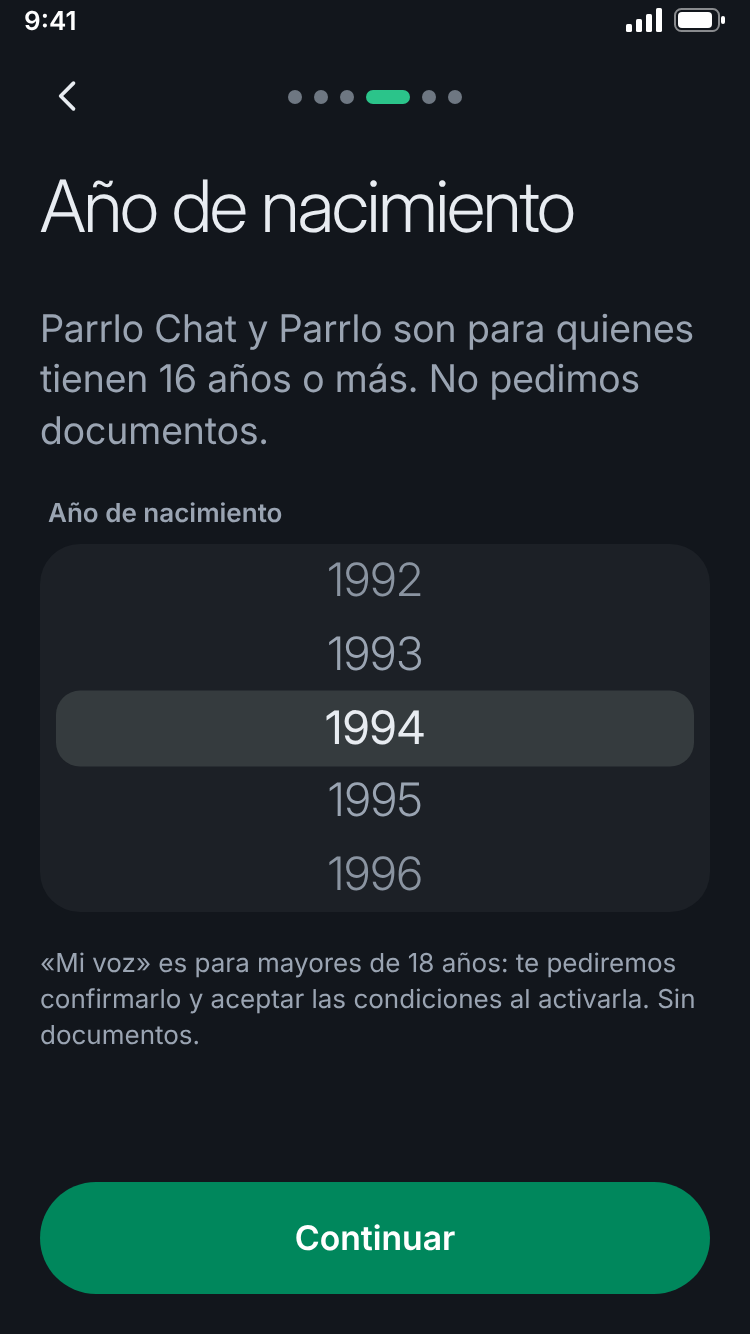 9:41
Año de nacimiento
Parrlo Chat y Parrlo son para quienes
tienen 16 años o más. No pedimos
documentos.
Año de nacimiento
1992
1993
1994
1995
1996
«Mi voz» es para mayores de 18 años: te pediremos
confirmarlo y aceptar las condiciones al activarla. Sin
documentos.
Continuar